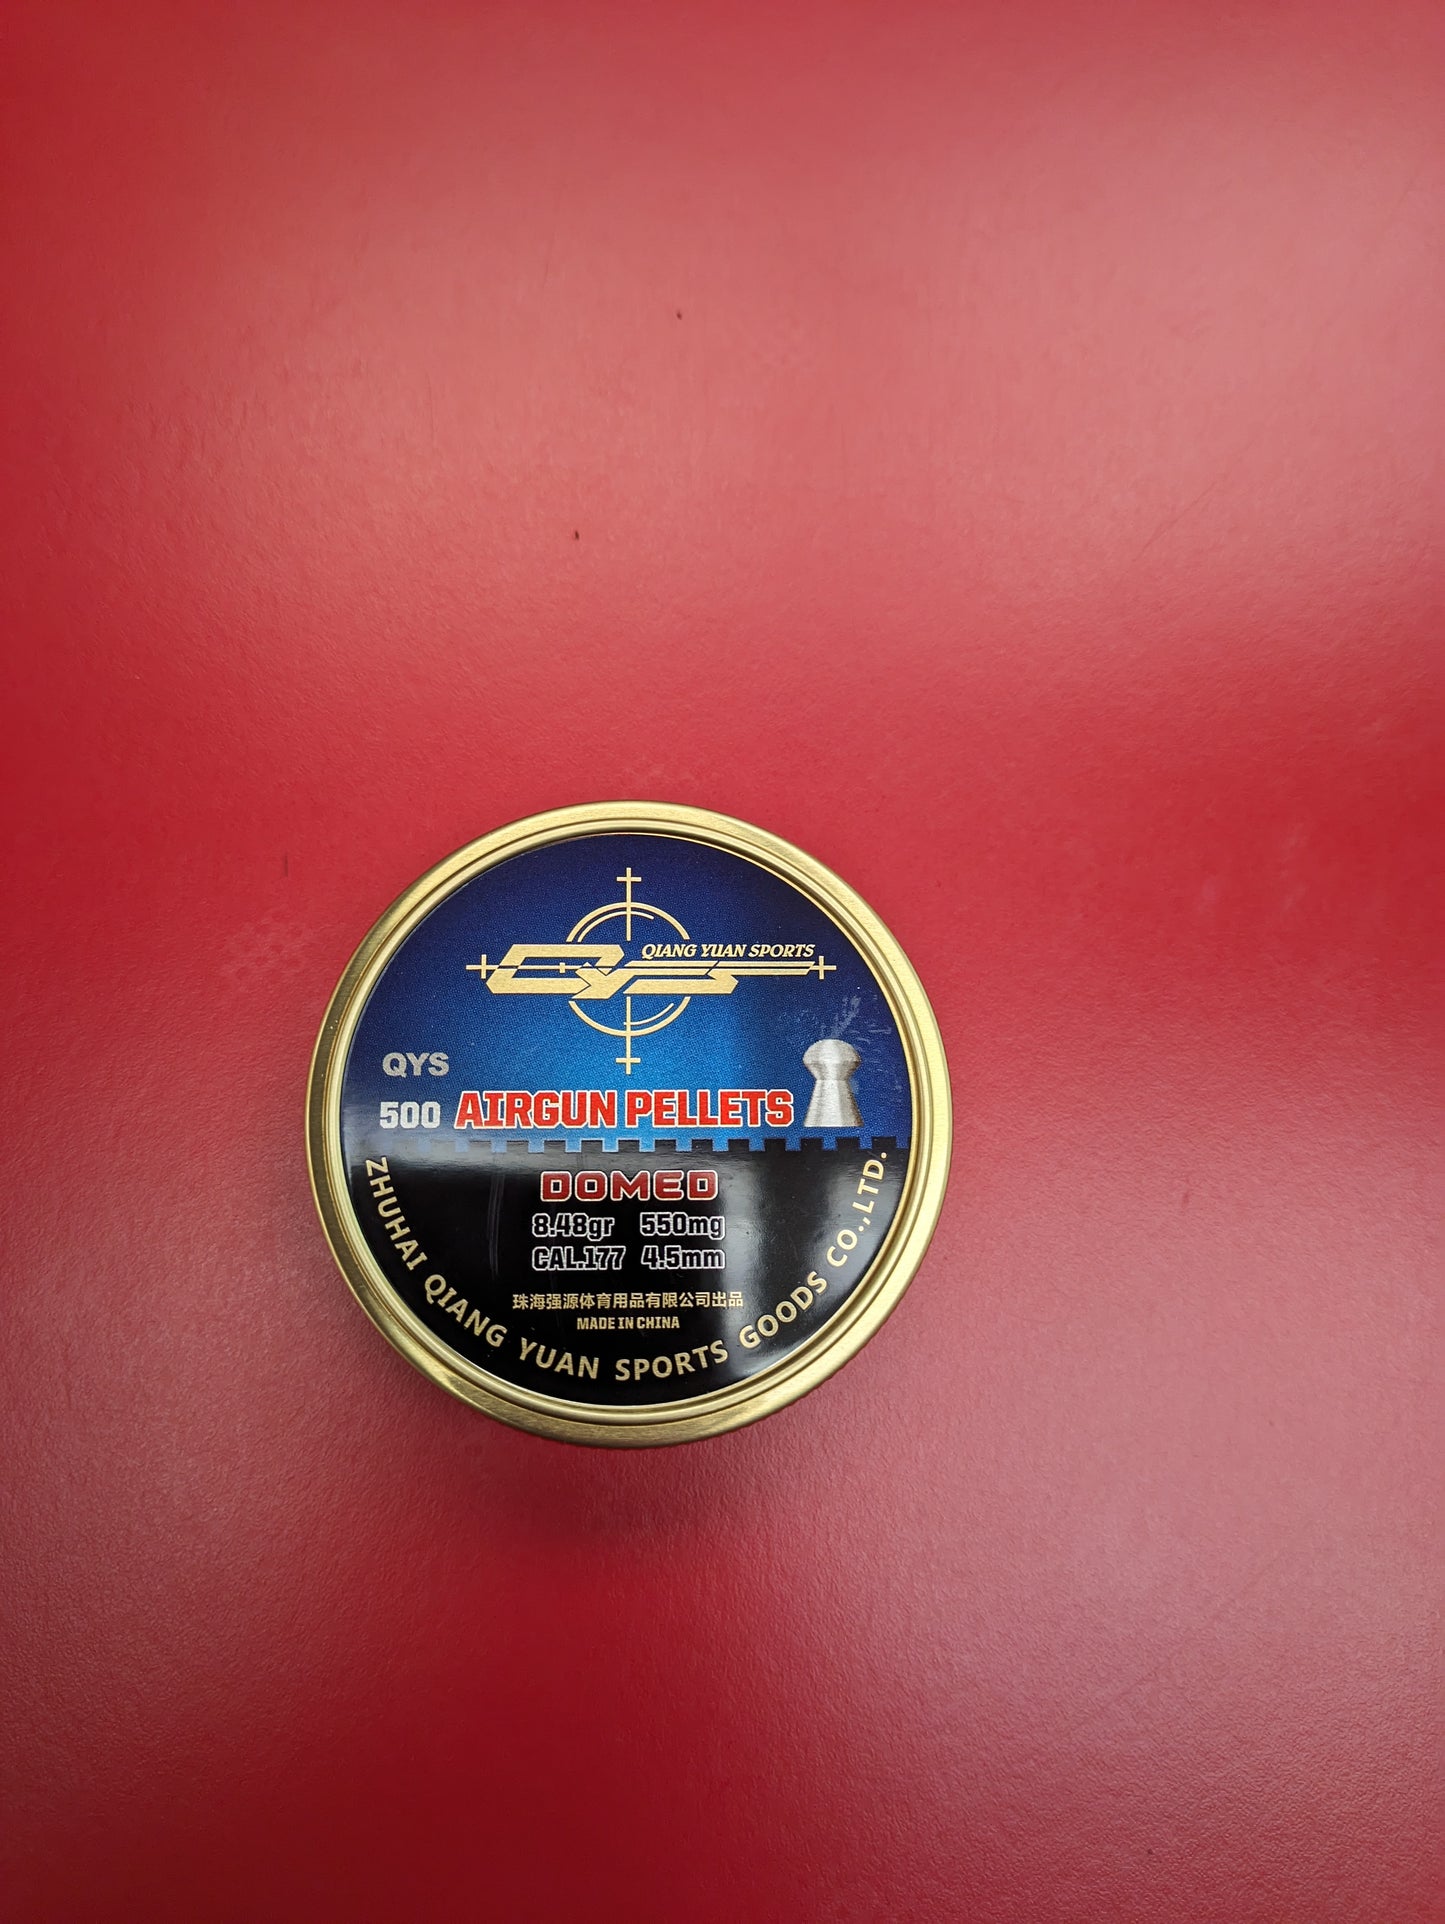 QYS QIANG YUAN SPORTS
QYS
500 AIRGUN PELLETS
DOMED
8.48gr 550mg
CAL.177 4.5mm
珠海强源体育用品有限公司出品
MADE IN CHINA
ZHUHAI QIANG YUAN SPORTS GOODS CO.,LTD.